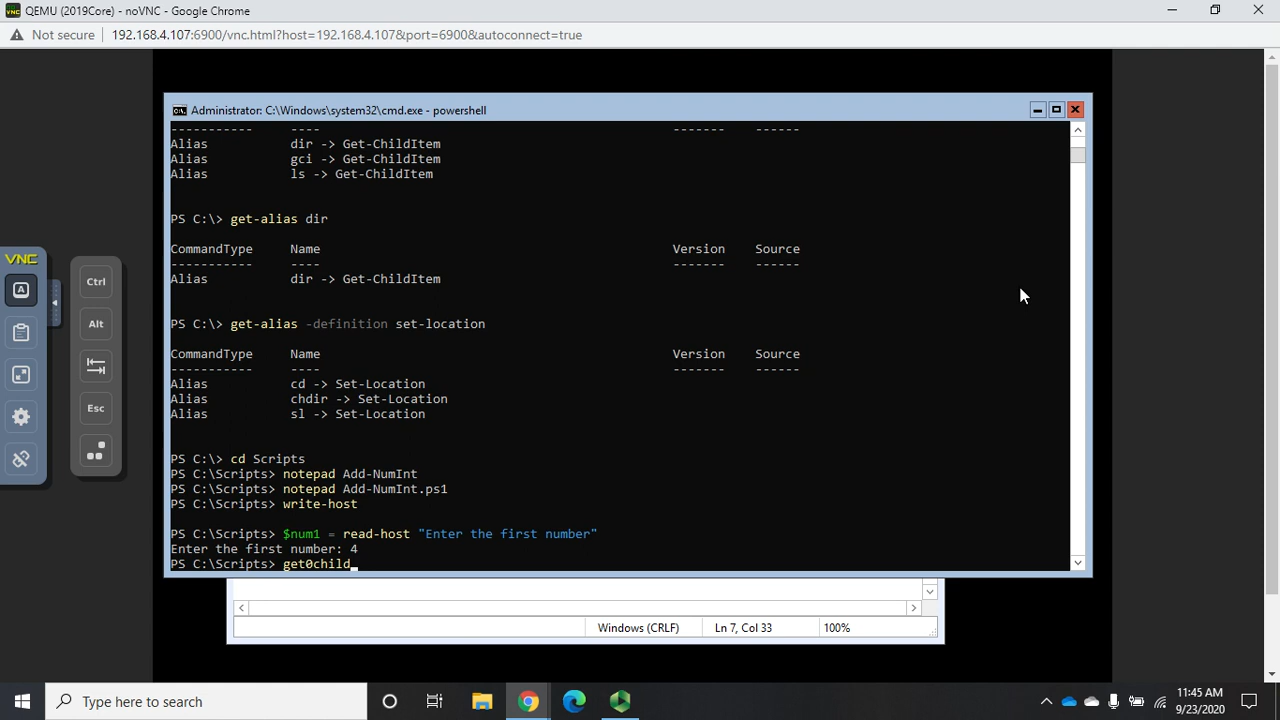 QEMU (2019Core) - noVNC - Google Chrome
Not secure 192.168.4.107:6900/vnc.html?host=192.168.4.107&port=6900&autoconnect=true
Administrator: C:\Windows\system32\cmd.exe - powershell
----------- ---- ------- ------
Alias dir -> Get-ChildItem
Alias gci -> Get-ChildItem
Alias ls -> Get-ChildItem
PS C:\> get-alias dir
CommandType Name Version Source
----------- ---- ------- ------
Alias dir -> Get-ChildItem
PS C:\> get-alias -definition set-location
CommandType Name Version Source
----------- ---- ------- ------
Alias cd -> Set-Location
Alias chdir -> Set-Location
Alias sl -> Set-Location
PS C:\> cd Scripts
PS C:\Scripts> notepad Add-NumInt
PS C:\Scripts> notepad Add-NumInt.ps1
PS C:\Scripts> write-host
PS C:\Scripts> $num1 = read-host "Enter the first number"
Enter the first number: 4
PS C:\Scripts> get0child_
VNC
A
Ctrl
Alt
Esc
Windows (CRLF) Ln 7, Col 33 100%
Type here to search
11:45 AM
9/23/2020